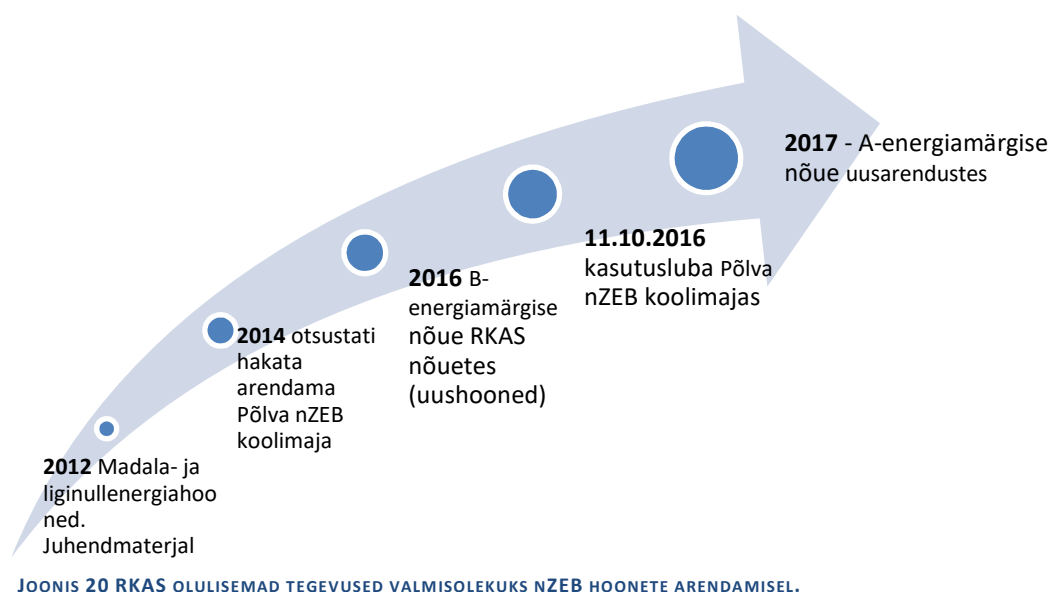 2012 Madala- ja
liginullenergiahoo
ned.
Juhendmaterjal
2014 otsustati
hakata
arendama
Põlva nZEB
koolimaja
2016 B-
energiamärgise
nõue RKAS
nõuetes
(uushooned)
11.10.2016
kasutusluba Põlva
nZEB koolimajas
2017 - A-energiamärgise
nõue uusarendustes
JOONIS 20 RKAS OLULISEMAD TEGEVUSED VALMISOLEKUKS NZEB HOONETE ARENDAMISEL.